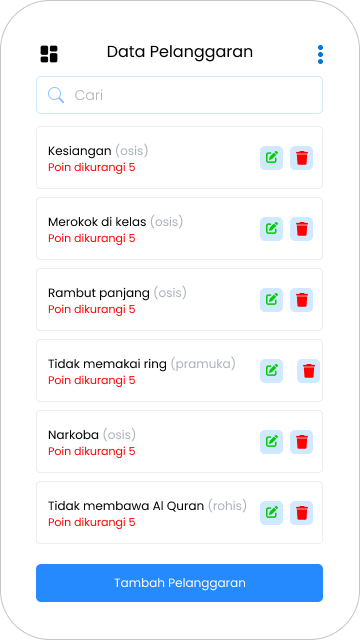 Data Pelanggaran
Cari
Kesiangan (osis)
Poin dikurangi 5
Merokok di kelas (osis)
Poin dikurangi 5
Rambut panjang (osis)
Poin dikurangi 5
Tidak memakai ring (pramuka)
Poin dikurangi 5
Narkoba (osis)
Poin dikurangi 5
Tidak membawa Al Quran (rohis)
Poin dikurangi 5
Tambah Pelanggaran